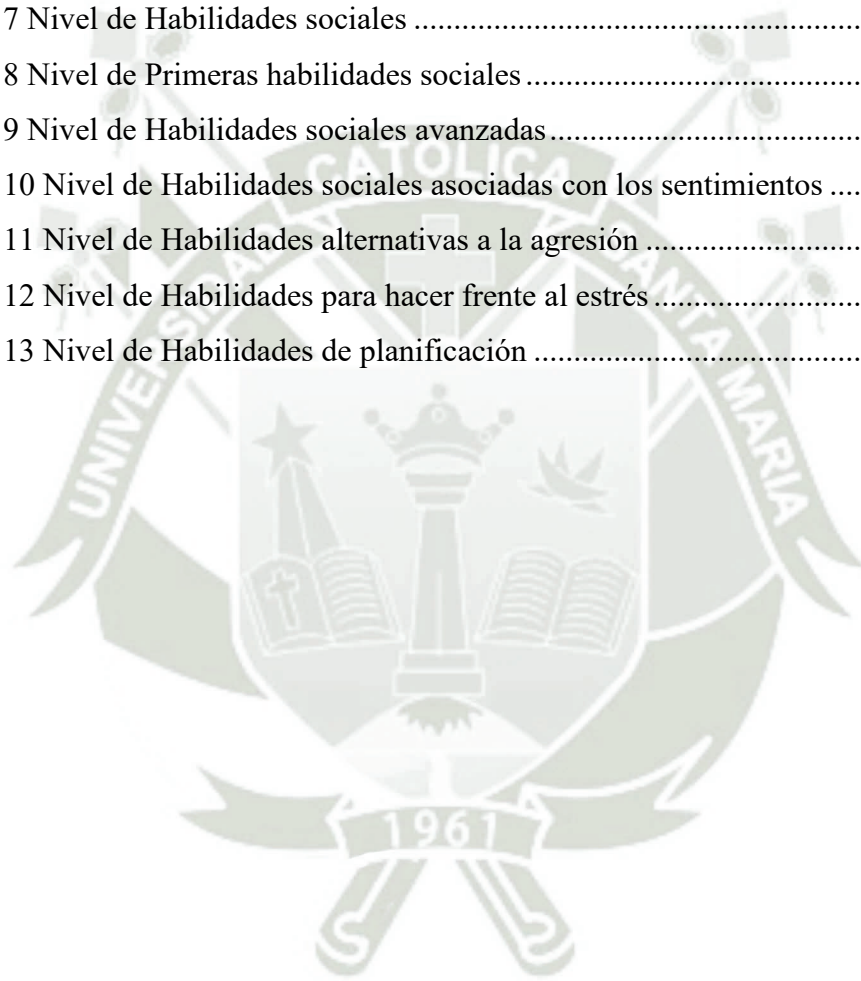 7 Nivel de Habilidades sociales ........................................................
8 Nivel de Primeras habilidades sociales ..........................................
9 Nivel de Habilidades sociales avanzadas .......................................
10 Nivel de Habilidades sociales asociadas con los sentimientos ....
11 Nivel de Habilidades alternativas a la agresión ...........................
12 Nivel de Habilidades para hacer frente al estrés ..........................
13 Nivel de Habilidades de planificación .........................................
UNIVERSIDAD CATOLICA SANTA MARIA
1961